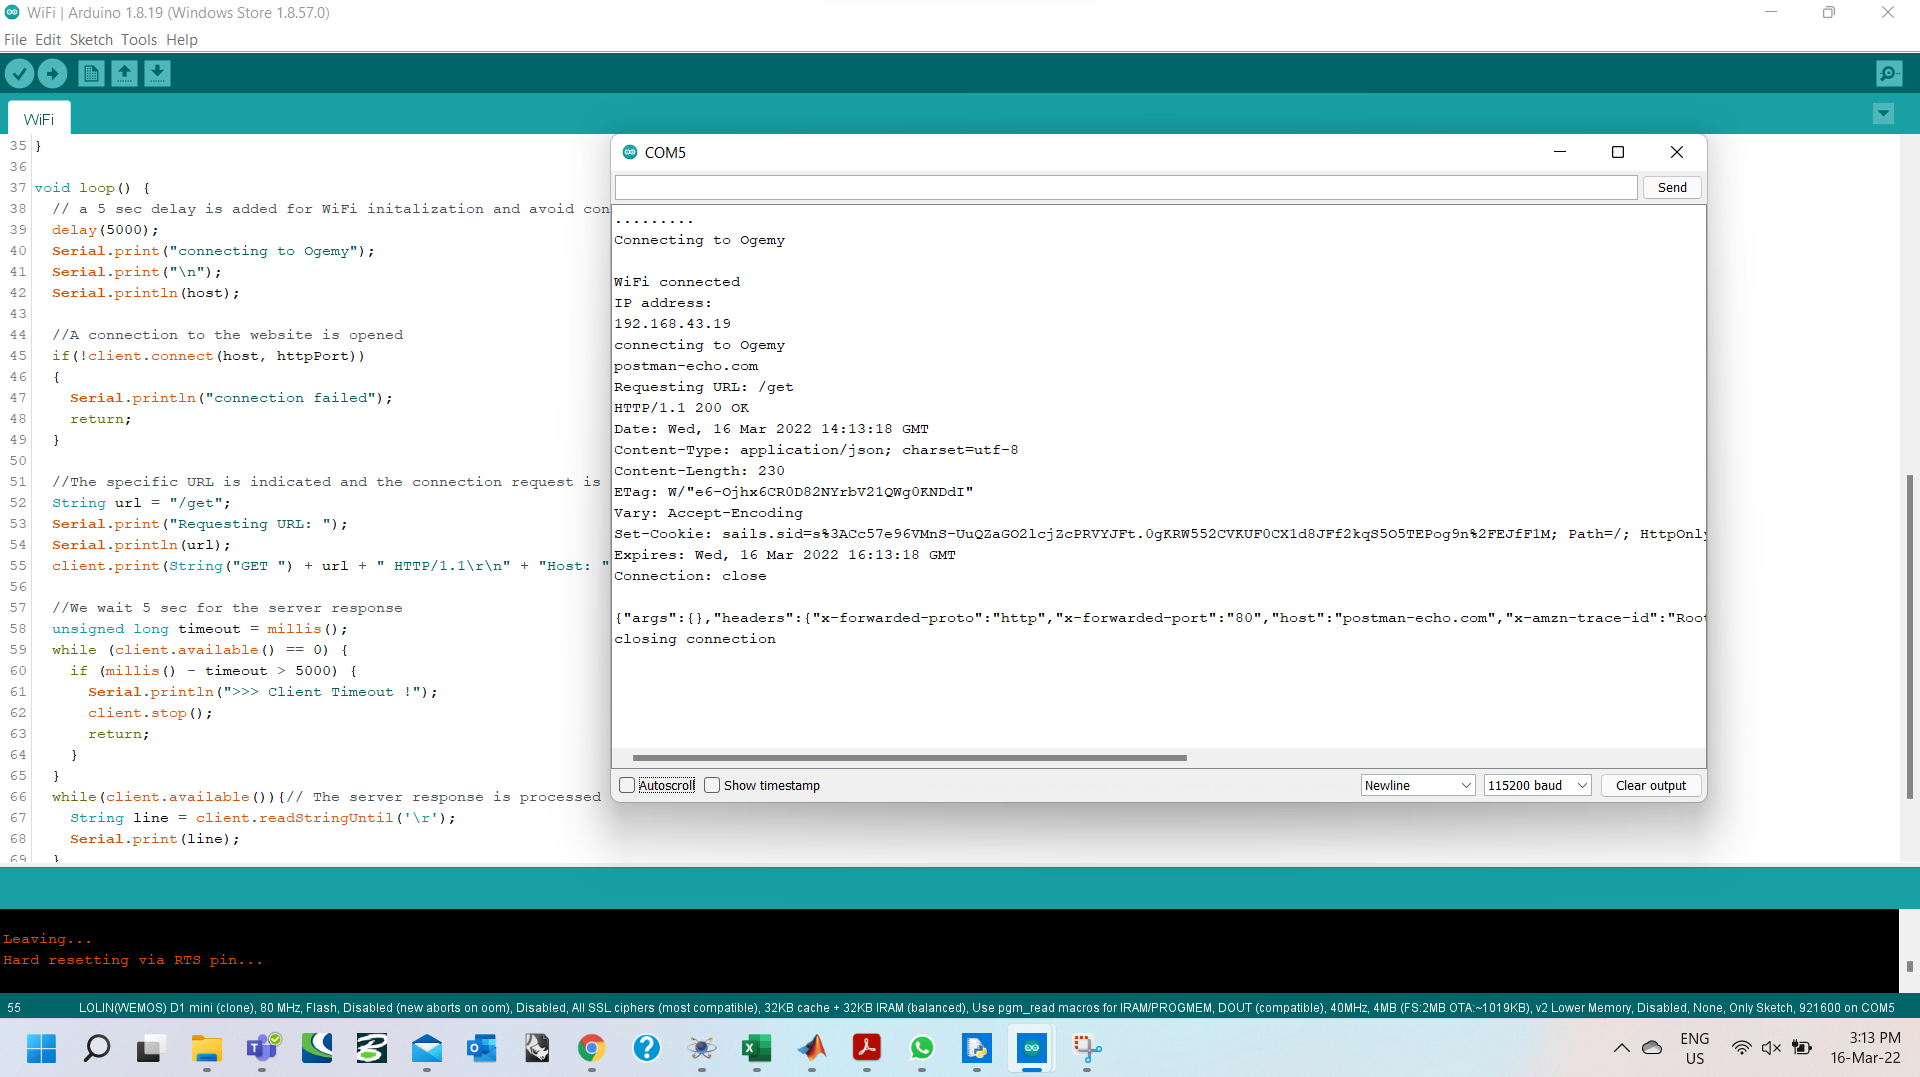 WiFi | Arduino 1.8.19 (Windows Store 1.8.57.0)
File Edit Sketch Tools Help
WiFi
35 }
36
37 void loop() {
38 // a 5 sec delay is added for WiFi initalization and avoid con
39 delay(5000);
40 Serial.print("connecting to Ogemy");
41 Serial.print("\n");
42 Serial.println(host);
43
44 //A connection to the website is opened
45 if(!client.connect(host, httpPort))
46 {
47 Serial.println("connection failed");
48 return;
49 }
50
51 //The specific URL is indicated and the connection request is
52 String url = "/get";
53 Serial.print("Requesting URL: ");
54 Serial.println(url);
55 client.print(String("GET ") + url + " HTTP/1.1\r\n" + "Host: "
56
57 //We wait 5 sec for the server response
58 unsigned long timeout = millis();
59 while (client.available() == 0) {
60 if (millis() - timeout > 5000) {
61 Serial.println(">>> Client Timeout !");
62 client.stop();
63 return;
64 }
65 }
66 while(client.available()){// The server response is processed
67 String line = client.readStringUntil('\r');
68 Serial.print(line);
69 }
COM5
Send
.........
Connecting to Ogemy
WiFi connected
IP address:
192.168.43.19
connecting to Ogemy
postman-echo.com
Requesting URL: /get
HTTP/1.1 200 OK
Date: Wed, 16 Mar 2022 14:13:18 GMT
Content-Type: application/json; charset=utf-8
Content-Length: 230
ETag: W/"e6-Ojhx6CR0D82NYrbV21QWg0KNDdI"
Vary: Accept-Encoding
Set-Cookie: sails.sid=s%3ACc57e96VMnS-UuQZaGO2lcjZcPRVYJFt.0gKRW552CVKUF0CX1d8JFf2kqS5O5TEPog9n%2FEJfF1M; Path=/; HttpOnly
Expires: Wed, 16 Mar 2022 16:13:18 GMT
Connection: close
{"args":{},"headers":{"x-forwarded-proto":"http","x-forwarded-port":"80","host":"postman-echo.com","x-amzn-trace-id":"Root
closing connection
Autoscroll Show timestamp Newline 115200 baud Clear output
Leaving...
Hard resetting via RTS pin...
55 LOLIN(WEMOS) D1 mini (clone), 80 MHz, Flash, Disabled (new aborts on oom), Disabled, All SSL ciphers (most compatible), 32KB cache + 32KB IRAM (balanced), Use pgm_read macros for IRAM/PROGMEM, DOUT (compatible), 40MHz, 4MB (FS:2MB OTA:~1019KB), v2 Lower Memory, Disabled, None, Only Sketch, 921600 on COM5
ENG
US
3:13 PM
16-Mar-22